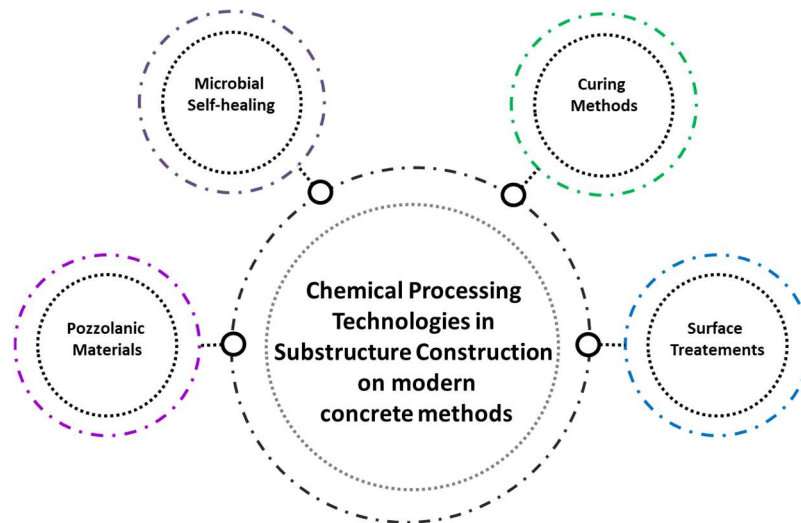 Microbial
Self-healing
Curing
Methods
Pozzolanic
Materials
Chemical Processing
Technologies in
Substructure Construction
on modern
concrete methods
Surface
Treatements